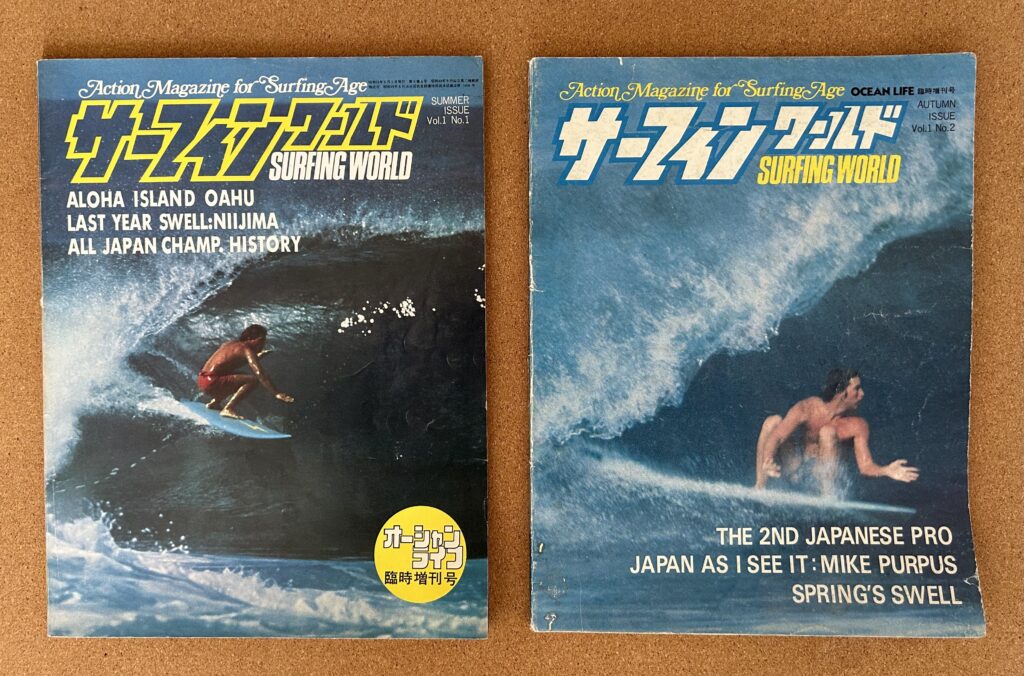 Action Magazine for Surfing Age
サーフィンワールド
SURFING WORLD
SUMMER
ISSUE
Vol.1 No.1
ALOHA ISLAND OAHU
LAST YEAR SWELL:NIIJIMA
ALL JAPAN CHAMP. HISTORY
オーシャン
ライフ
臨時増刊号
Action Magazine for Surfing Age
OCEAN LIFE 臨時増刊号
サーフィンワールド
SURFING WORLD
AUTUMN
ISSUE
Vol.1 No.2
THE 2ND JAPANESE PRO
JAPAN AS I SEE IT: MIKE PURPUS
SPRING'S SWELL